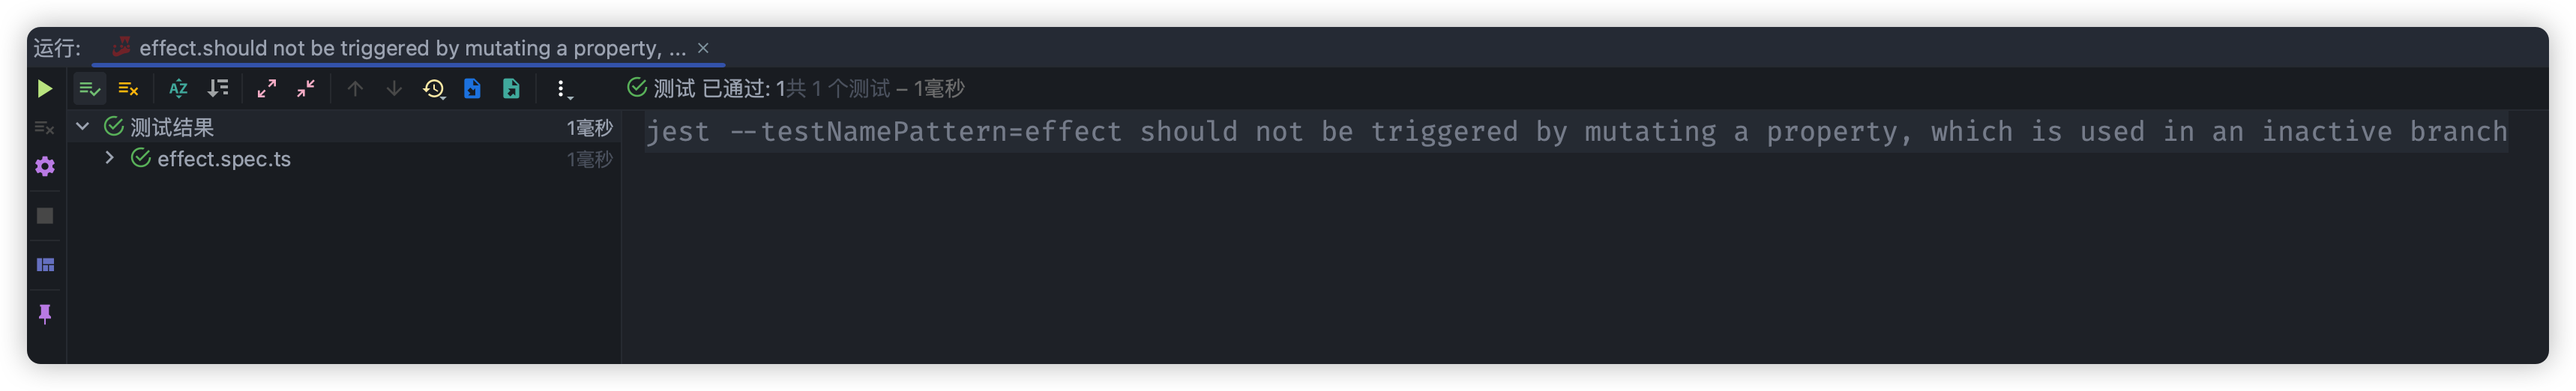 运行: effect.should not be triggered by mutating a property, ...
测试 已通过: 1共 1 个测试 – 1毫秒
测试结果 1毫秒
effect.spec.ts 1毫秒
jest --testNamePattern=effect should not be triggered by mutating a property, which is used in an inactive branch